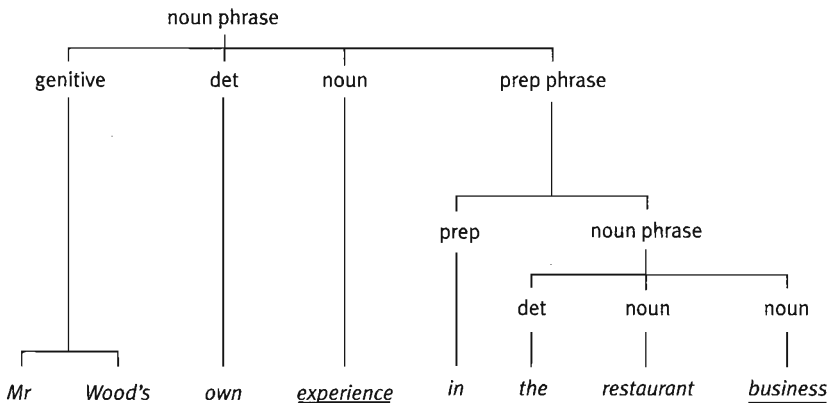 noun phrase
genitive det noun prep phrase
prep noun phrase
det noun noun
Mr Wood's own experience in the restaurant business